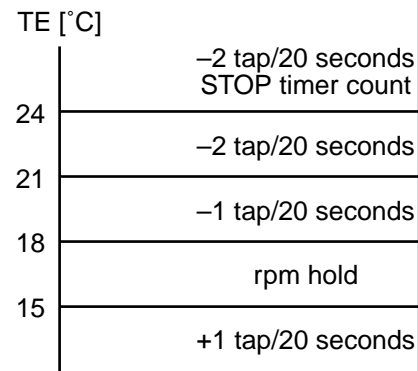 TE [˚C]
–2 tap/20 seconds
STOP timer count
24
–2 tap/20 seconds
21
–1 tap/20 seconds
18
rpm hold
15
+1 tap/20 seconds